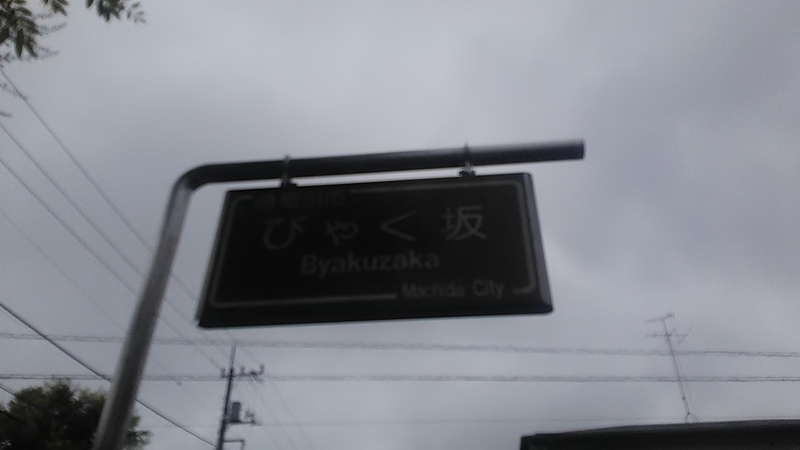 びゃく坂
Byakuzaka
Machida City